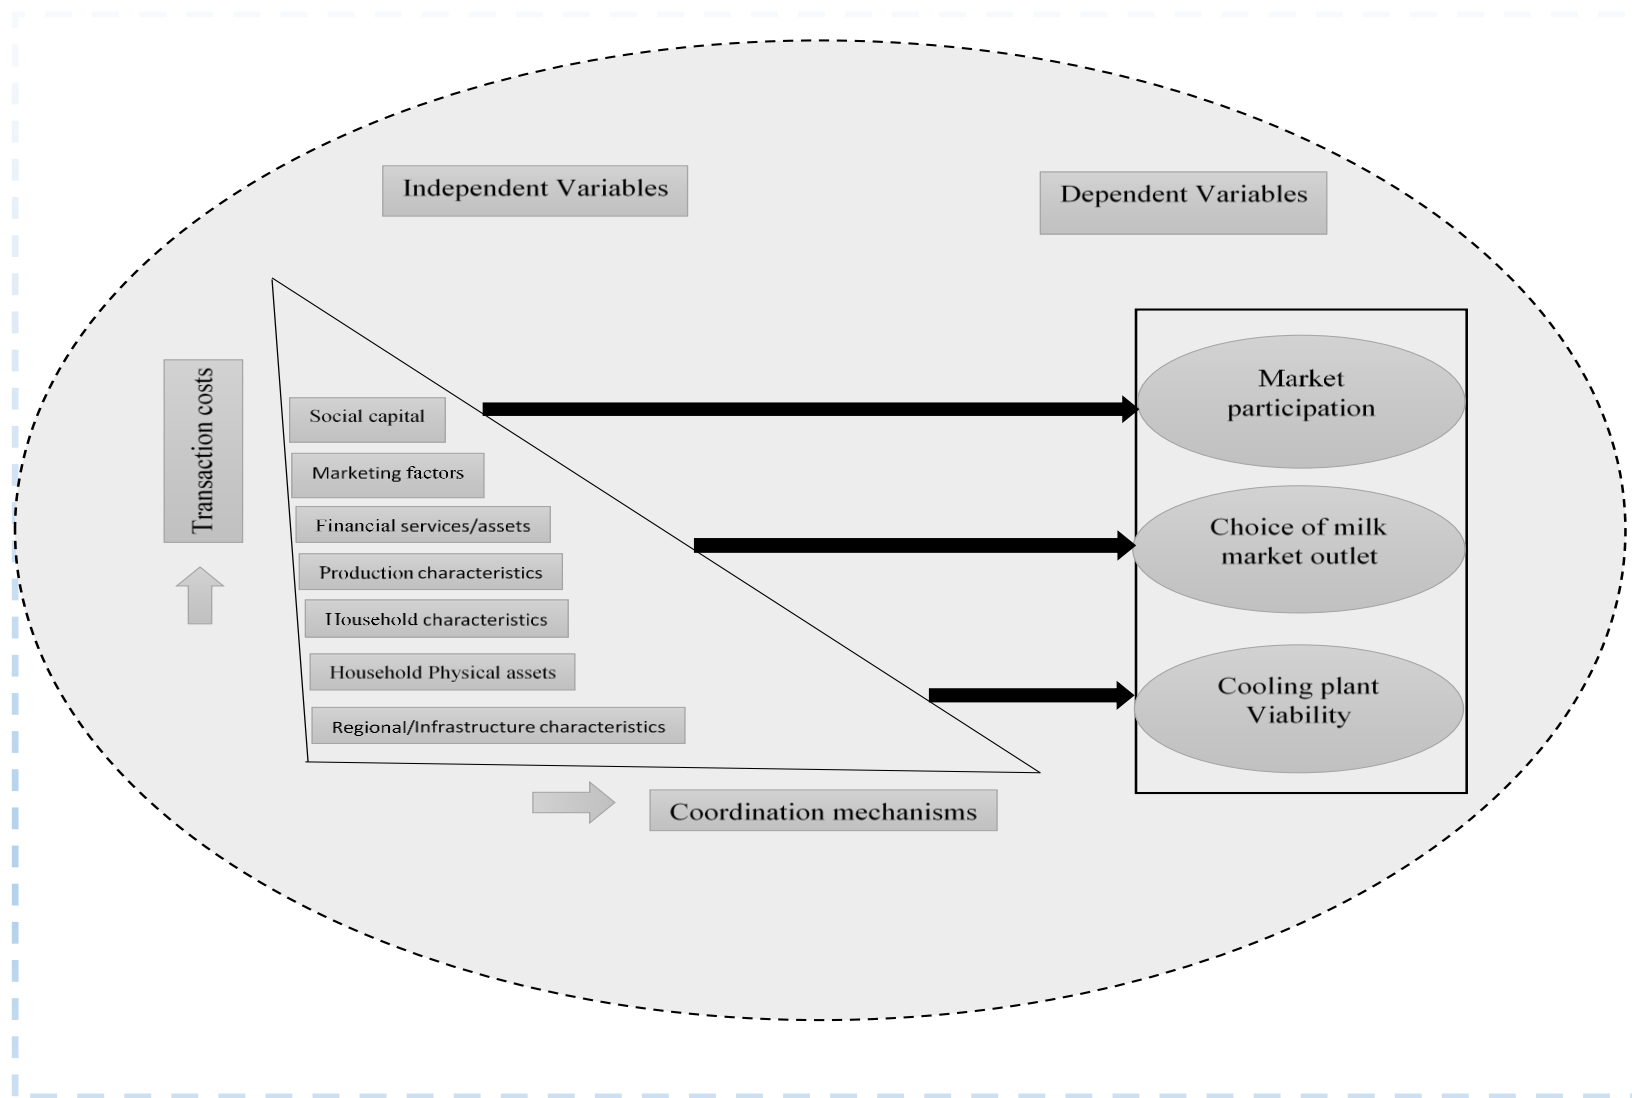 Independent Variables
Dependent Variables
Transaction costs
Social capital
Marketing factors
Financial services/assets
Production characteristics
Household characteristics
Household Physical assets
Regional/Infrastructure characteristics
Coordination mechanisms
Market
participation
Choice of milk
market outlet
Cooling plant
Viability